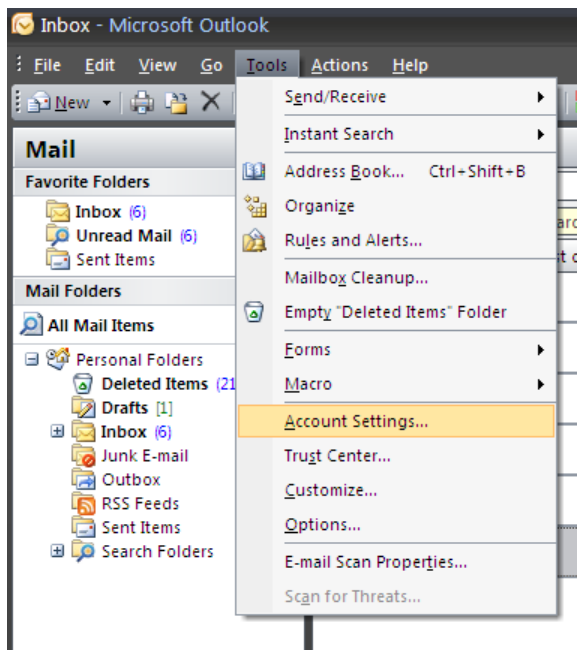 Inbox - Microsoft Outlook
File Edit View Go Tools Actions Help
New
Mail
Favorite Folders
Inbox (6)
Unread Mail (6)
Sent Items
Mail Folders
All Mail Items
Personal Folders
Deleted Items (21
Drafts [1]
Inbox (6)
Junk E-mail
Outbox
RSS Feeds
Sent Items
Search Folders
Send/Receive
Instant Search
Address Book... Ctrl+Shift+B
Organize
Rules and Alerts...
Mailbox Cleanup...
Empty "Deleted Items" Folder
Forms
Macro
Account Settings...
Trust Center...
Customize...
Options...
E-mail Scan Properties...
Scan for Threats...